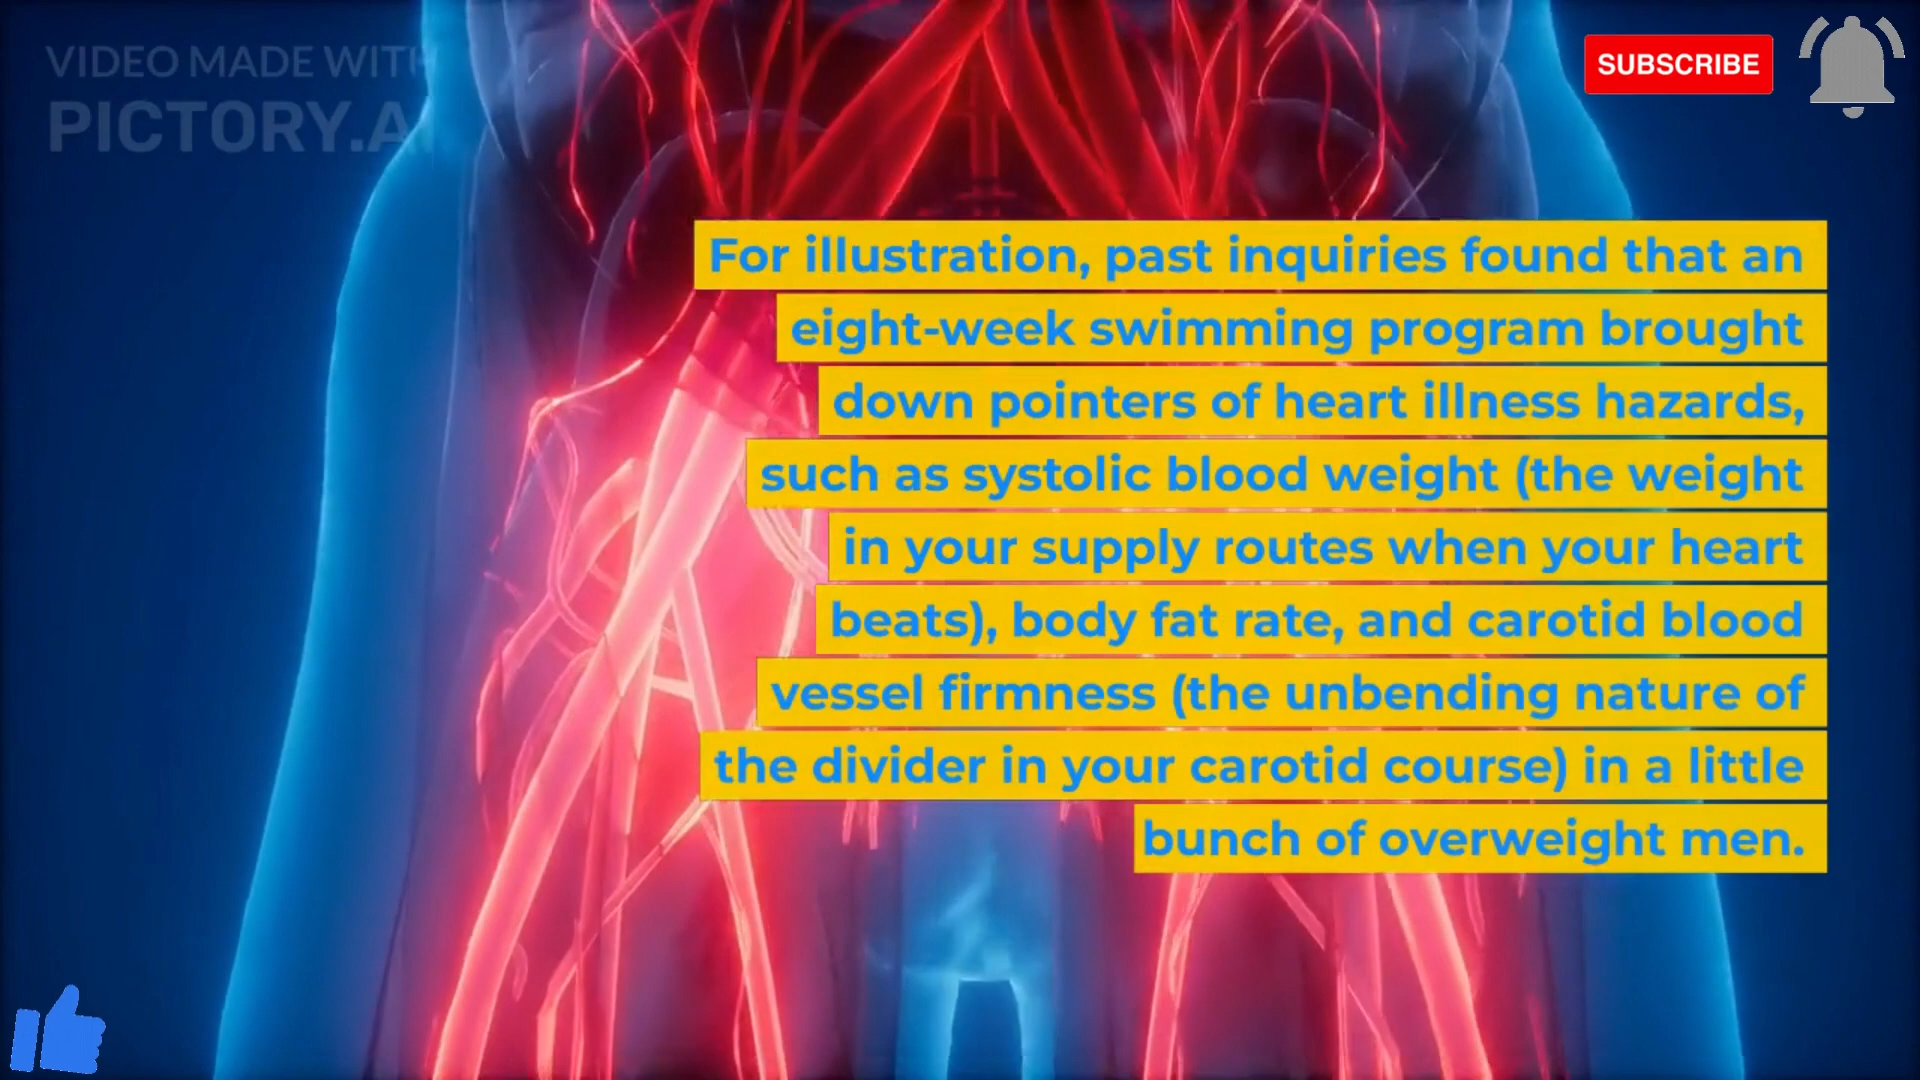 VIDEO MADE WITH
PICTORY.AI
SUBSCRIBE
For illustration, past inquiries found that an
eight-week swimming program brought
down pointers of heart illness hazards,
such as systolic blood weight (the weight
in your supply routes when your heart
beats), body fat rate, and carotid blood
vessel firmness (the unbending nature of
the divider in your carotid course) in a little
bunch of overweight men.